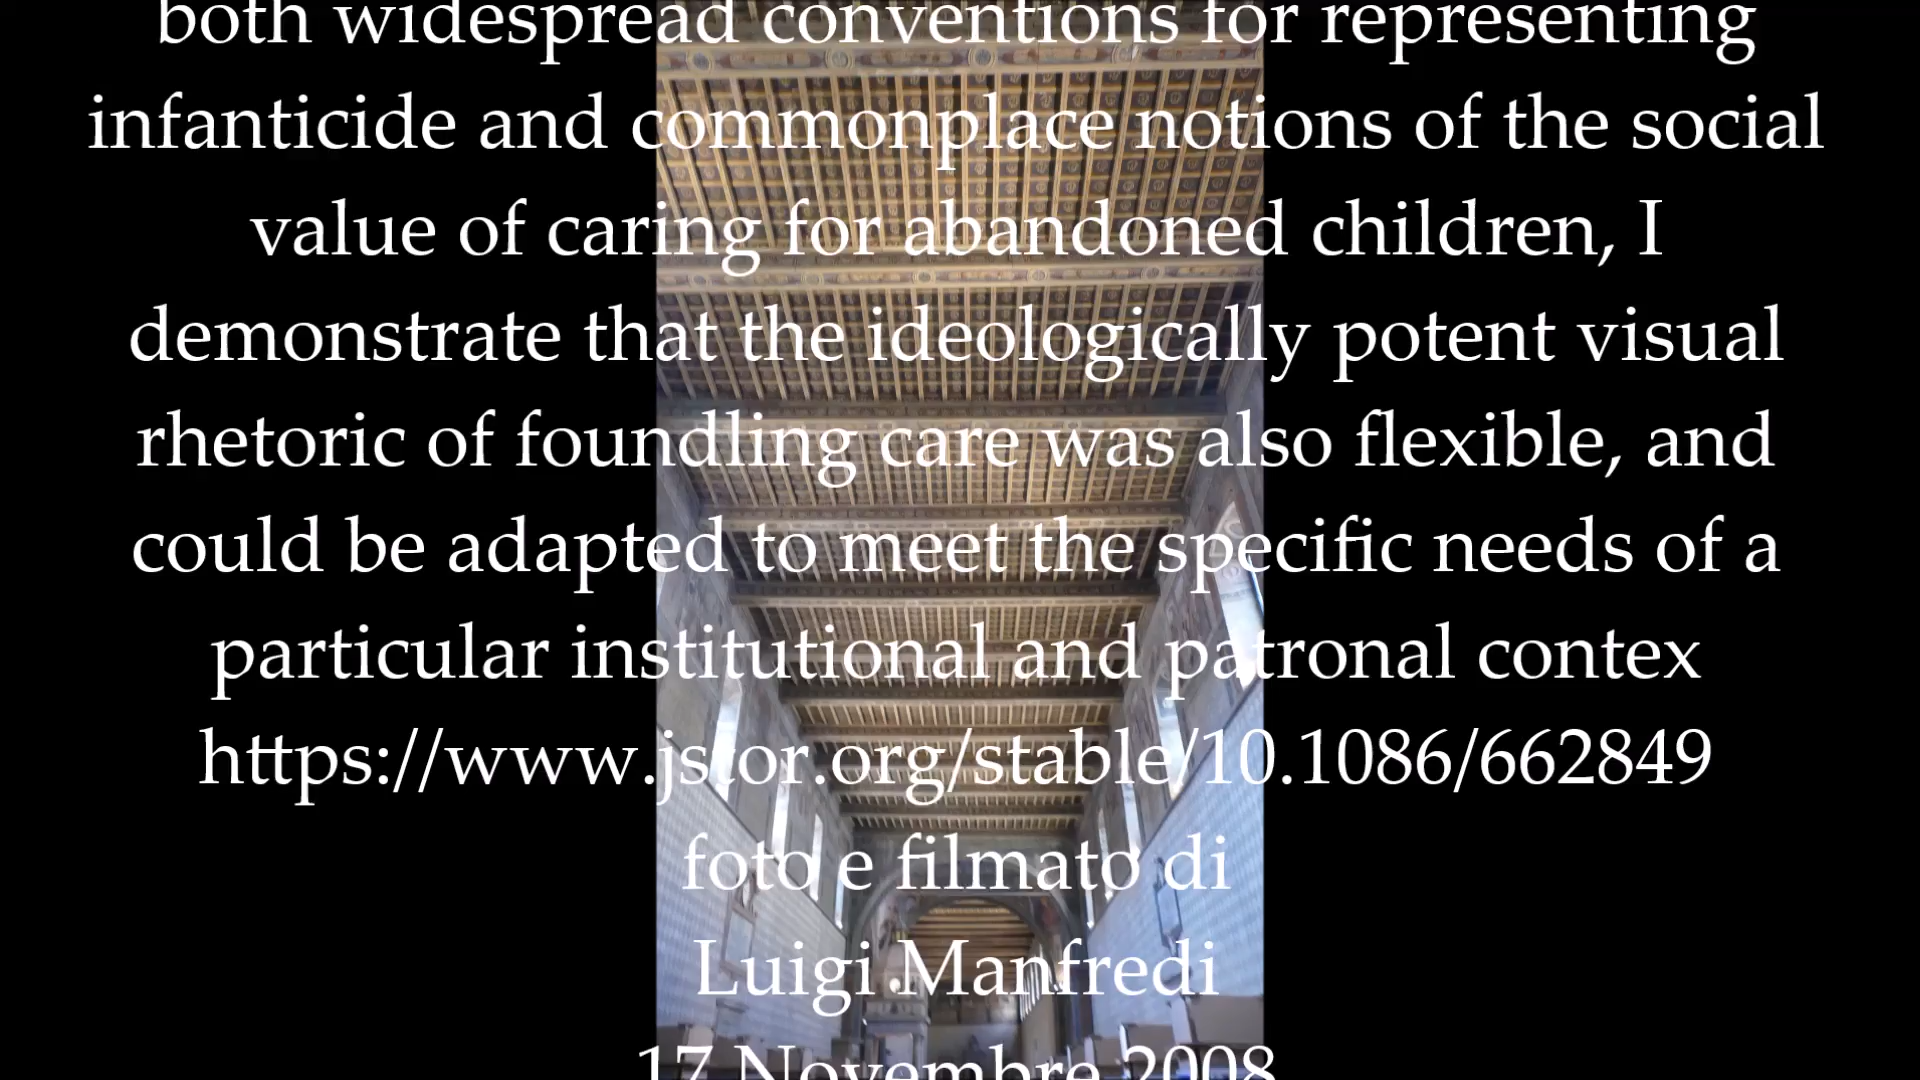 both widespread conventions for representing
infanticide and commonplace notions of the social
value of caring for abandoned children, I
demonstrate that the ideologically potent visual
rhetoric of foundling care was also flexible, and
could be adapted to meet the specific needs of a
particular institutional and patronal contex
https://www.jstor.org/stable/10.1086/662849
foto e filmato di
Luigi Manfredi
17 Novembre 2008